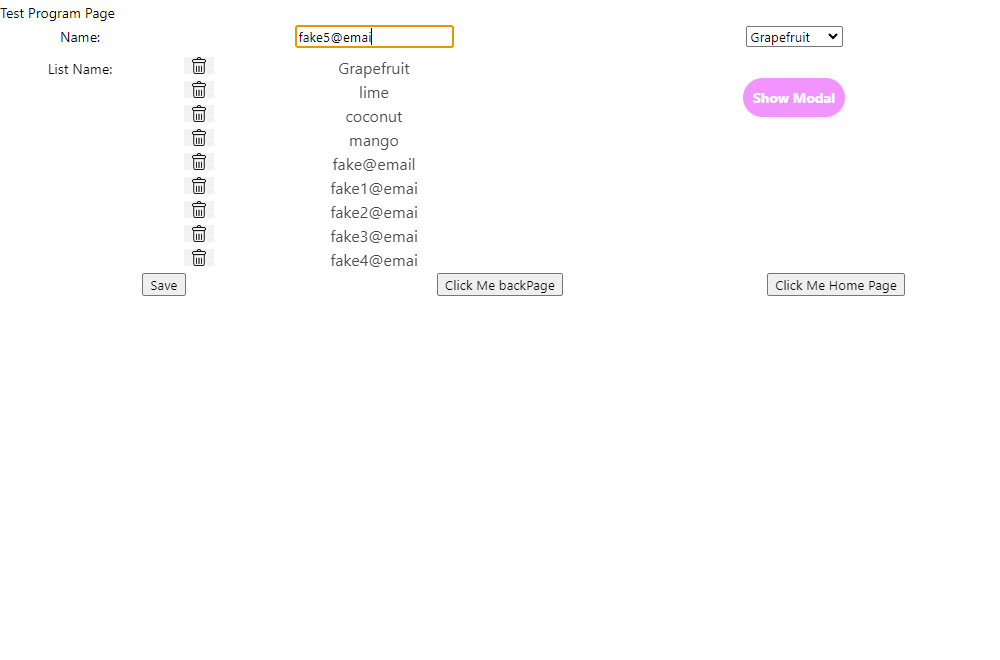 Test Program Page
Name: fake5@emai Grapefruit
List Name: Grapefruit
lime
Show Modal
coconut
mango
fake@email
fake1@emai
fake2@emai
fake3@emai
fake4@emai
Save Click Me backPage Click Me Home Page